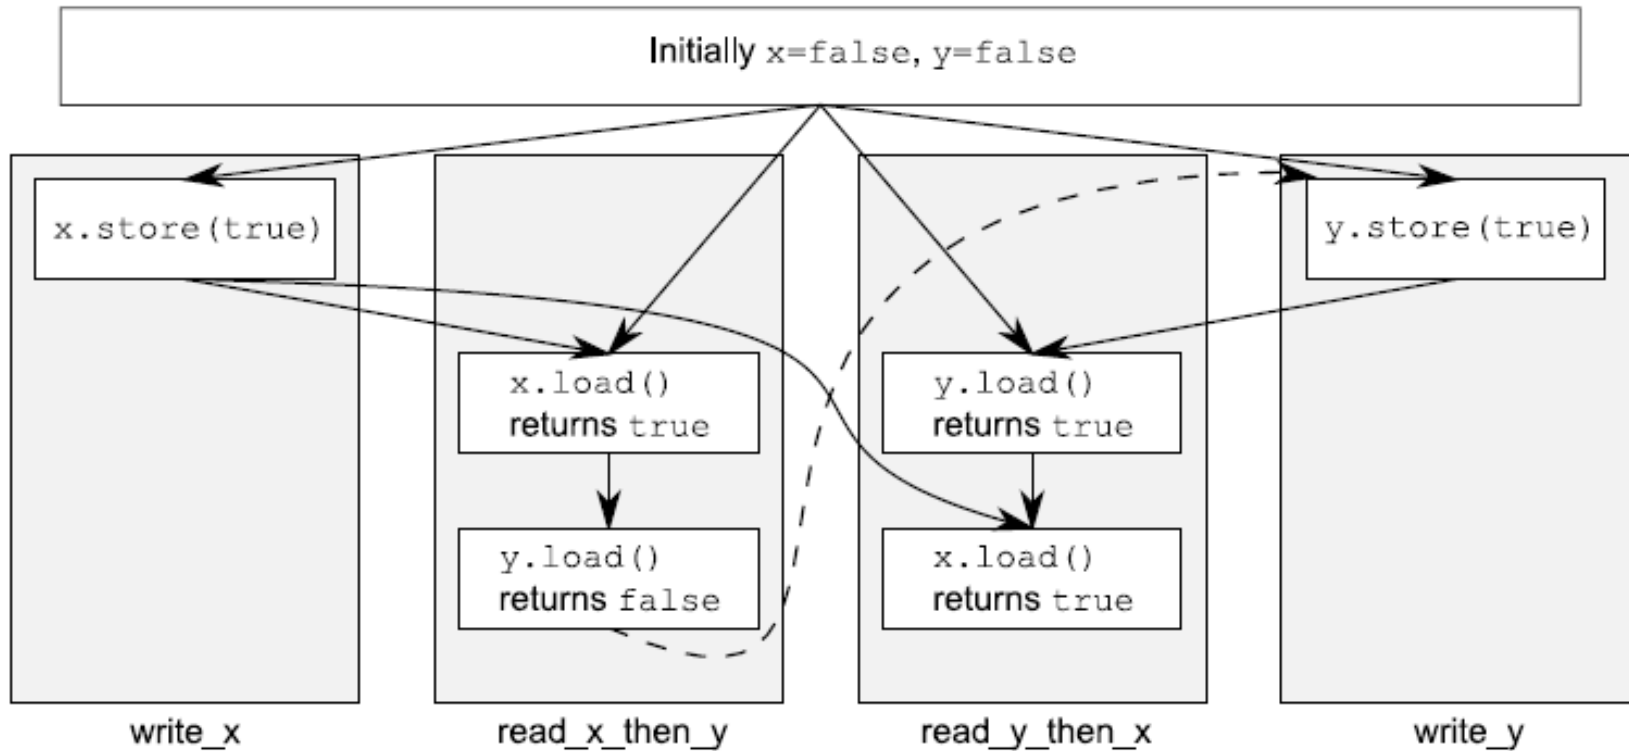 Initially x=false, y=false
x.store(true)
y.store(true)
x.load()
returns true
y.load()
returns true
y.load()
returns false
x.load()
returns true
write_x
read_x_then_y
read_y_then_x
write_y